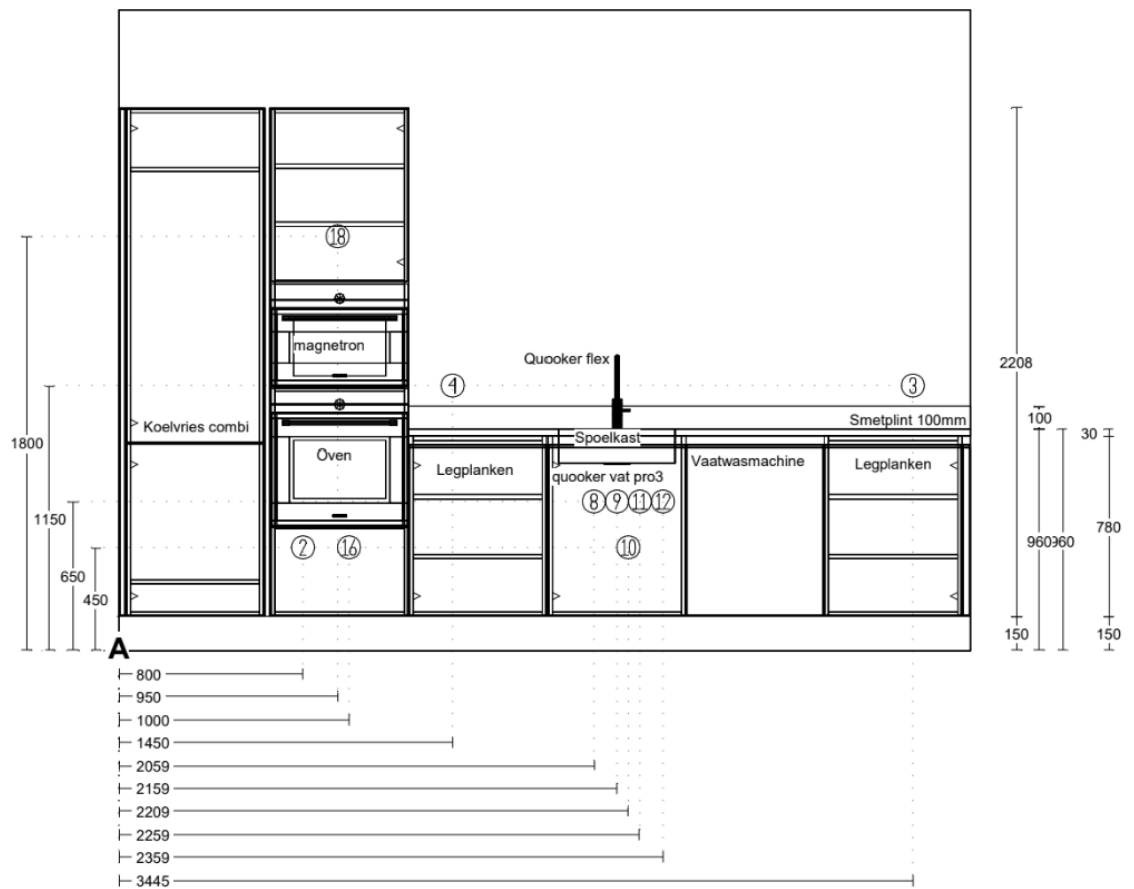 18
magnetron
Quooker flex
4
3
2208
Smetplint 100mm
100
Koelvries combi
1800
Spoelkast
30
Oven
Legplanken
Vaatwasmachine
Legplanken
quooker vat pro3
8
9
11
12
1150
960
960
780
2
16
10
650
450
150
150
A
800
950
1000
1450
2059
2159
2209
2259
2359
3445